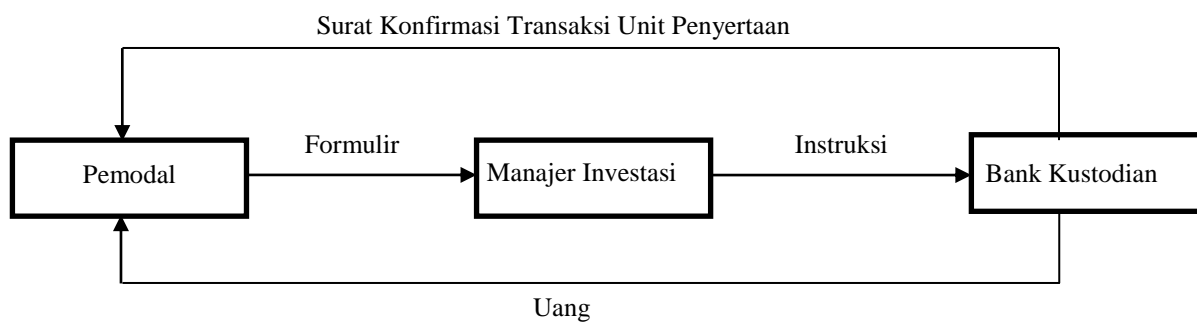 Surat Konfirmasi Transaksi Unit Penyertaan
Formulir
Instruksi
Pemodal
Manajer Investasi
Bank Kustodian
Uang